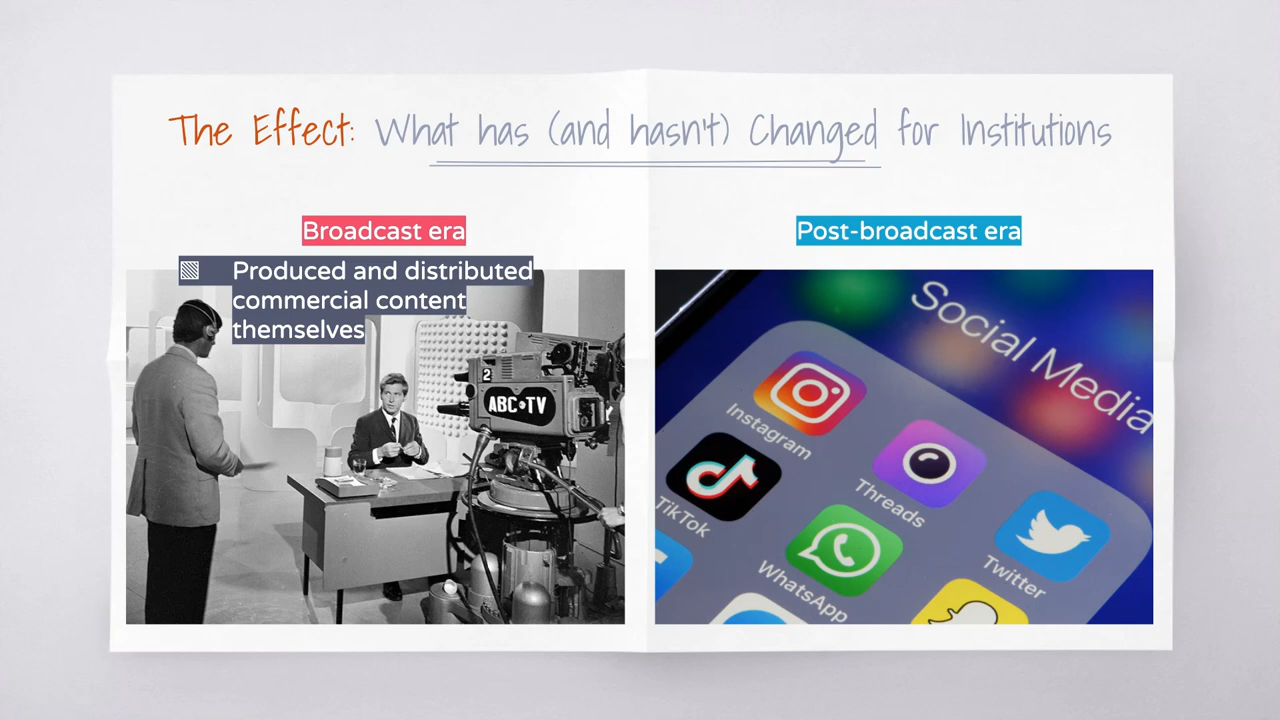 The Effect: What has (and hasn't) Changed for Institutions
Broadcast era
Produced and distributed
commercial content
themselves
2
ABC TV
Post-broadcast era
Social Media
Instagram
Threads
TikTok
Twitter
WhatsApp